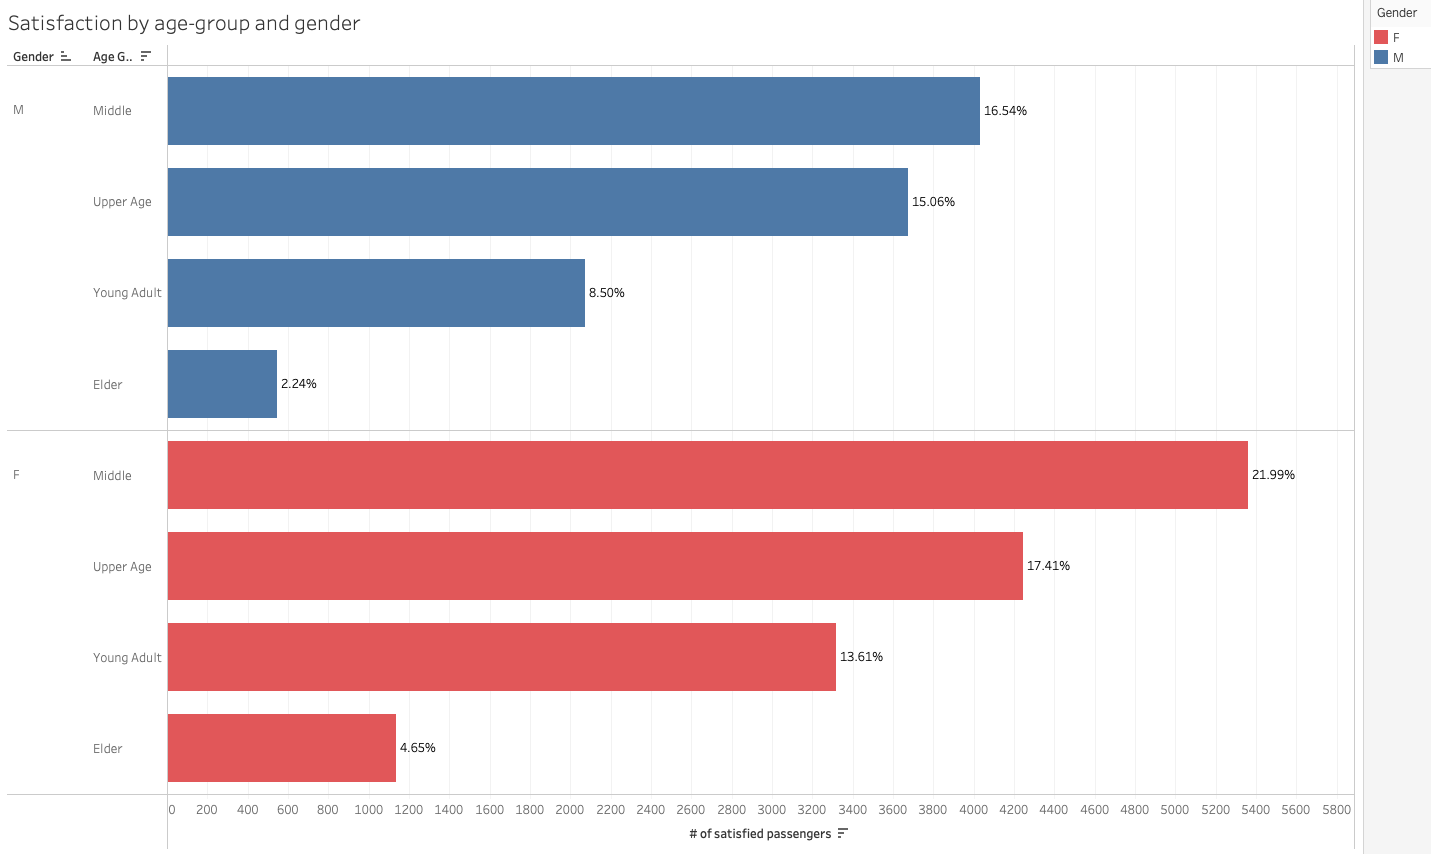 Satisfaction by age-group and gender
Gender Age G..
M Middle 16.54%
Upper Age 15.06%
Young Adult 8.50%
Elder 2.24%
F Middle 21.99%
Upper Age 17.41%
Young Adult 13.61%
Elder 4.65%
0 200 400 600 800 1000 1200 1400 1600 1800 2000 2200 2400 2600 2800 3000 3200 3400 3600 3800 4000 4200 4400 4600 4800 5000 5200 5400 5600 5800
# of satisfied passengers
Gender
F
M